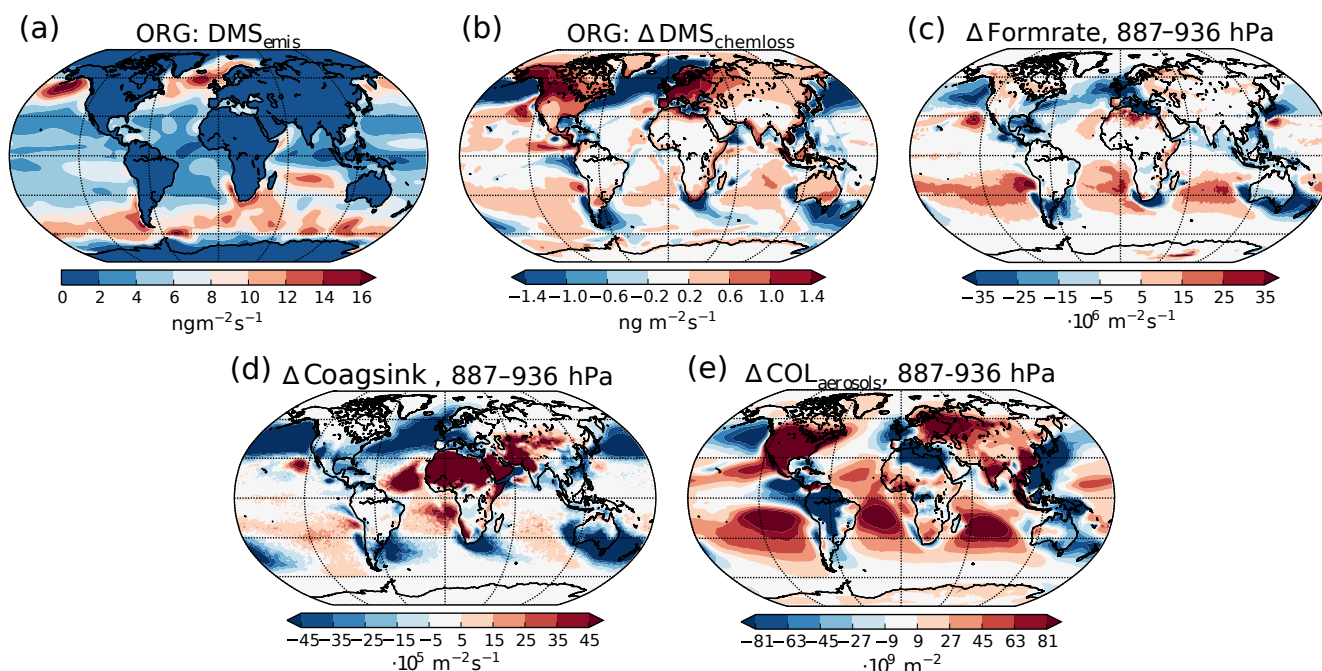 (a) ORG: DMS_emis
0 2 4 6 8 10 12 14 16
ngm⁻²s⁻¹
(b) ORG: Δ DMS_chemloss
−1.4−1.0−0.6−0.2 0.2 0.6 1.0 1.4
ng m⁻²s⁻¹
(c) Δ Formrate, 887–936 hPa
−35 −25 −15 −5 5 15 25 35
·10⁶ m⁻²s⁻¹
(d) Δ Coagsink , 887–936 hPa
−45−35−25−15 −5 5 15 25 35 45
·10⁵ m⁻²s⁻¹
(e) Δ COL_aerosols, 887-936 hPa
−81−63−45−27 −9 9 27 45 63 81
·10⁹ m⁻²